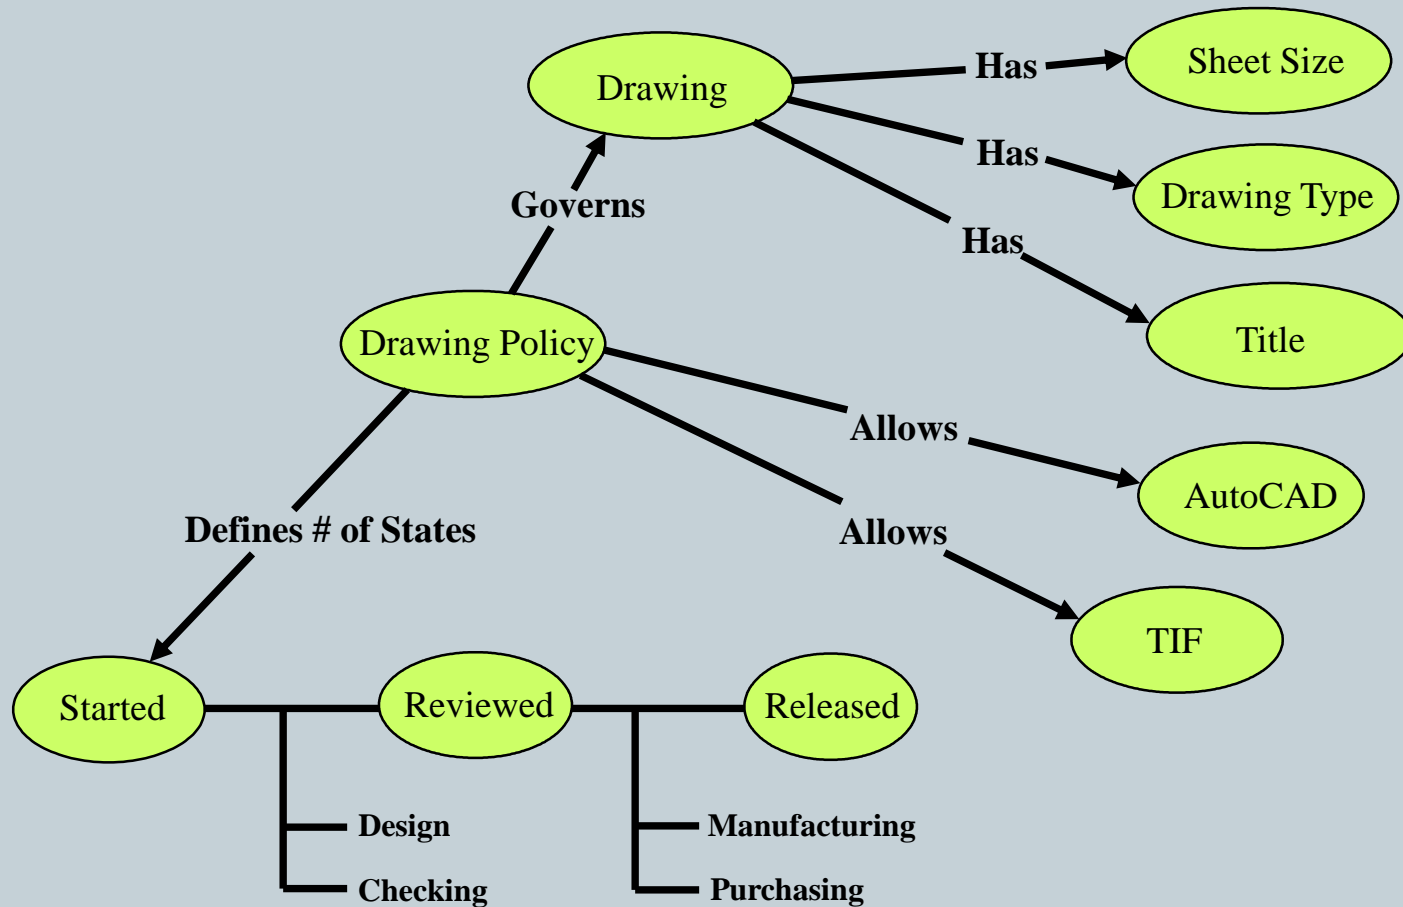 Drawing
Has
Sheet Size
Has
Drawing Type
Governs
Has
Drawing Policy
Title
Allows
AutoCAD
Defines # of States
Allows
TIF
Started
Reviewed
Released
Design
Manufacturing
Checking
Purchasing